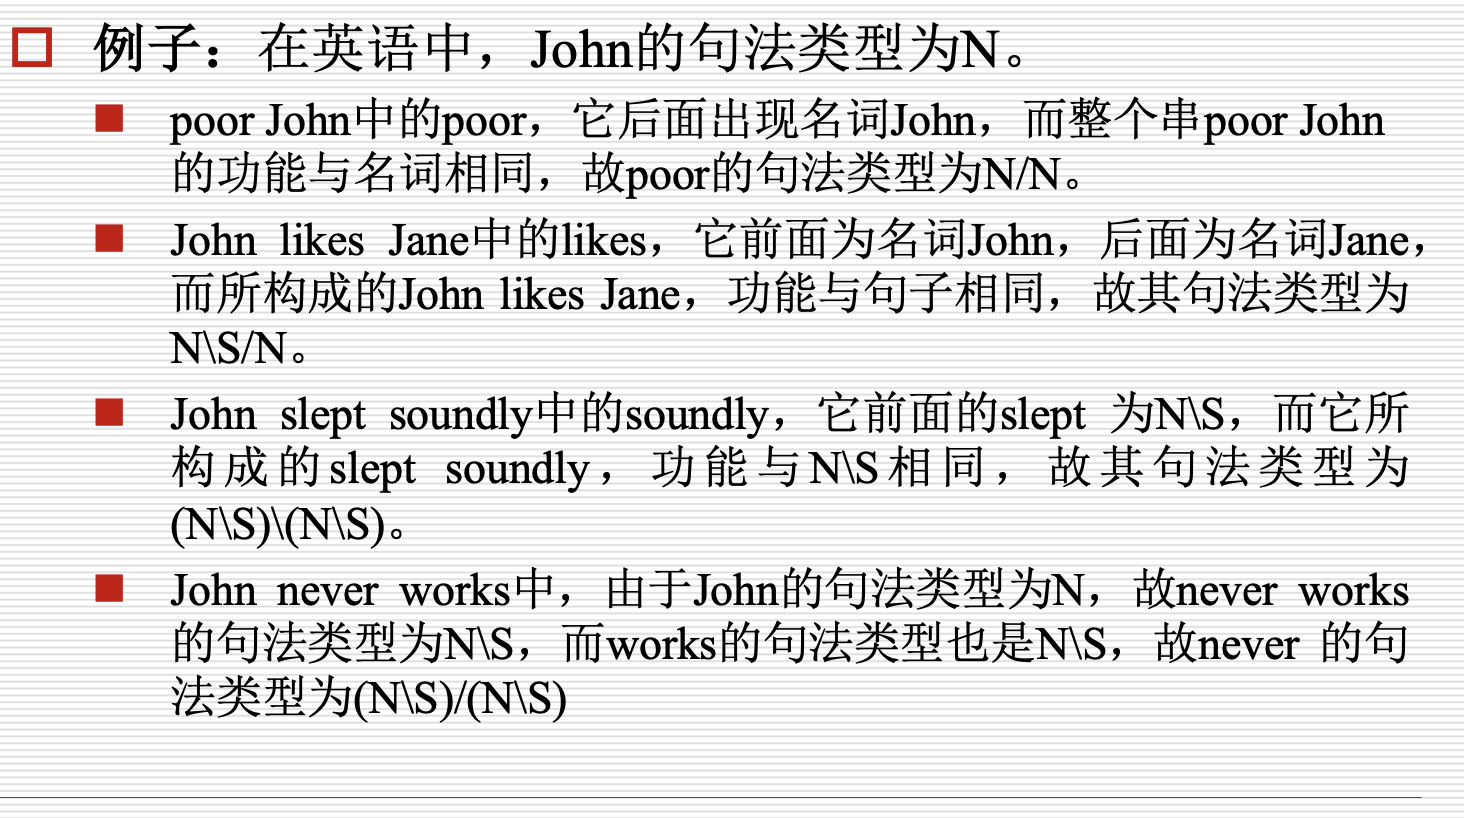 例子：在英语中，John的句法类型为N。
poor John中的poor，它后面出现名词John，而整个串poor John
的功能与名词相同，故poor的句法类型为N/N。
John likes Jane中的likes，它前面为名词John，后面为名词Jane，
而所构成的John likes Jane，功能与句子相同，故其句法类型为
N\S/N。
John slept soundly中的soundly，它前面的slept 为N\S，而它所
构成的slept soundly，功能与N\S相同，故其句法类型为
(N\S)\(N\S)。
John never works中，由于John的句法类型为N，故never works
的句法类型为N\S，而works的句法类型也是N\S，故never 的句
法类型为(N\S)/(N\S)